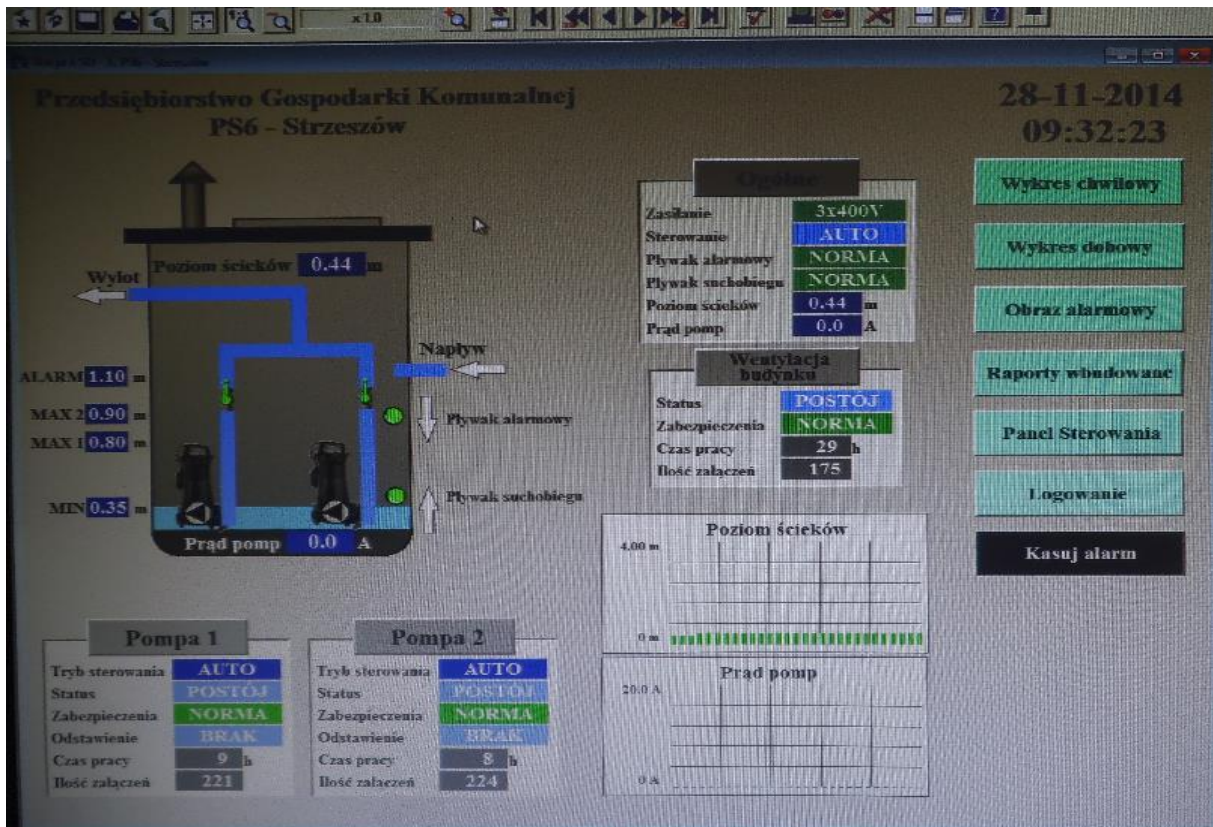 x 1.0
Przedsiębiorstwo Gospodarki Komunalnej
PS6 - Strzeszów
28-11-2014
09:32:23
Poziom ścieków 0.44 m
Wylot
Napływ
ALARM 1.10 m
MAX 2 0.90 m
MAX 1 0.80 m
MIN 0.35 m
Pływak alarmowy
Pływak suchobiegu
Prąd pomp 0.0 A
Ogólne
Zasilanie 3x400V
Sterowanie AUTO
Pływak alarmowy NORMA
Pływak suchobiegu NORMA
Poziom ścieków 0.44 m
Prąd pomp 0.0 A
Wentylacja
budynku
Status POSTÓJ
Zabezpieczenia NORMA
Czas pracy 29 h
Ilość załączeń 175
Wykres chwilowy
Wykres dobowy
Obraz alarmowy
Raporty wbudowane
Panel Sterowania
Logowanie
Kasuj alarm
Poziom ścieków
4.00 m
0 m
Prąd pomp
20.0 A
0 A
Pompa 1
Tryb sterowania AUTO
Status POSTÓJ
Zabezpieczenia NORMA
Odstawienie BRAK
Czas pracy 9 h
Ilość załączeń 221
Pompa 2
Tryb sterowania AUTO
Status POSTÓJ
Zabezpieczenia NORMA
Odstawienie BRAK
Czas pracy 8 h
Ilość załączeń 224